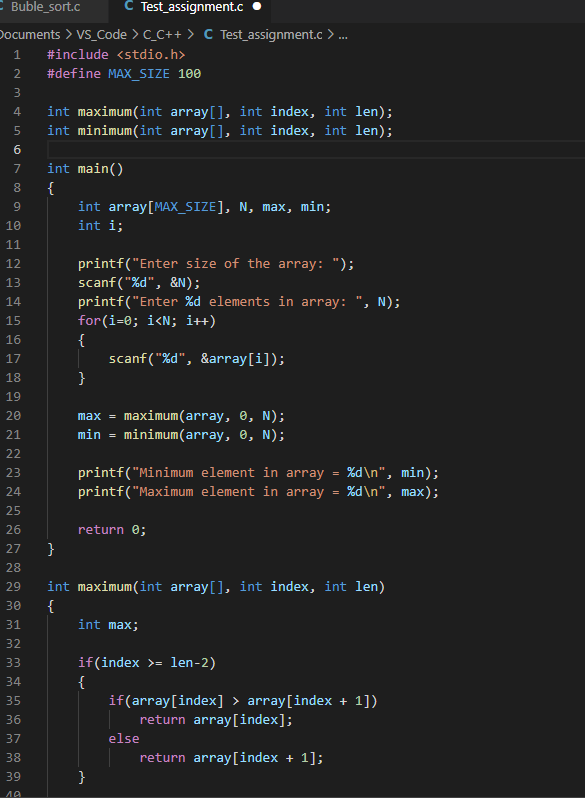 Buble_sort.c C Test_assignment.c
Documents > VS_Code > C_C++ > C Test_assignment.c > ...
1 #include <stdio.h>
2 #define MAX_SIZE 100
3
4 int maximum(int array[], int index, int len);
5 int minimum(int array[], int index, int len);
6
7 int main()
8 {
9     int array[MAX_SIZE], N, max, min;
10     int i;
11
12     printf("Enter size of the array: ");
13     scanf("%d", &N);
14     printf("Enter %d elements in array: ", N);
15     for(i=0; i<N; i++)
16     {
17         scanf("%d", &array[i]);
18     }
19
20     max = maximum(array, 0, N);
21     min = minimum(array, 0, N);
22
23     printf("Minimum element in array = %d\n", min);
24     printf("Maximum element in array = %d\n", max);
25
26     return 0;
27 }
28
29 int maximum(int array[], int index, int len)
30 {
31     int max;
32
33     if(index >= len-2)
34     {
35         if(array[index] > array[index + 1])
36             return array[index];
37         else
38             return array[index + 1];
39     }
40